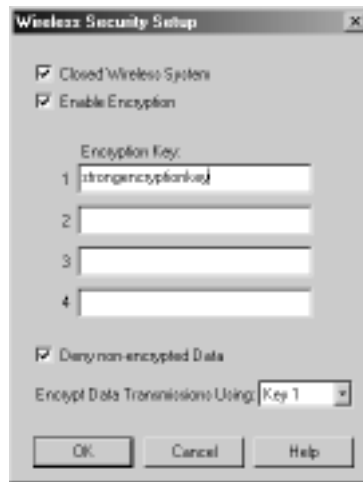 Wireless Security Setup
Closed Wireless System
Enable Encryption
Encryption Key:
1 strongencryptionkey
2
3
4
Deny non-encrypted Data
Encrypt Data Transmissions Using: Key 1
OK Cancel Help